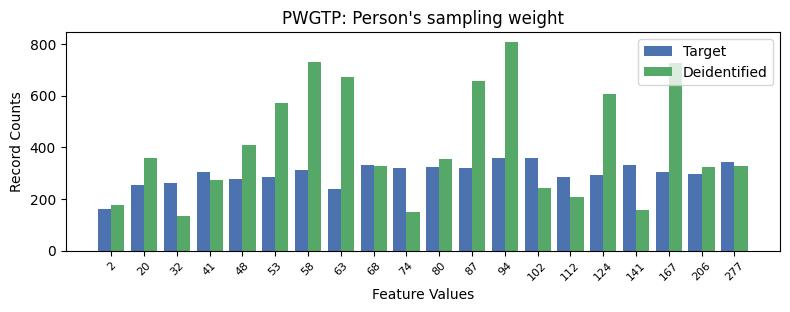 PWGTP: Person's sampling weight
Record Counts
800
600
400
200
0
Target
Deidentified
2 20 32 41 48 53 58 63 68 74 80 87 94 102 112 124 141 167 206 277
Feature Values